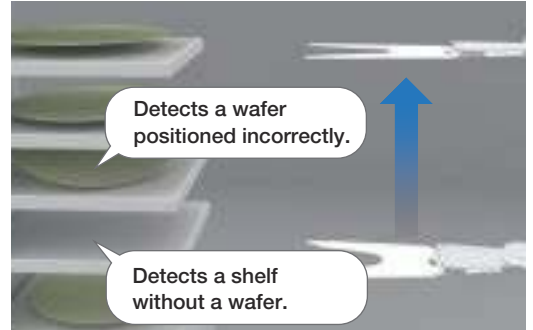 Detects a wafer
positioned incorrectly.
Detects a shelf
without a wafer.